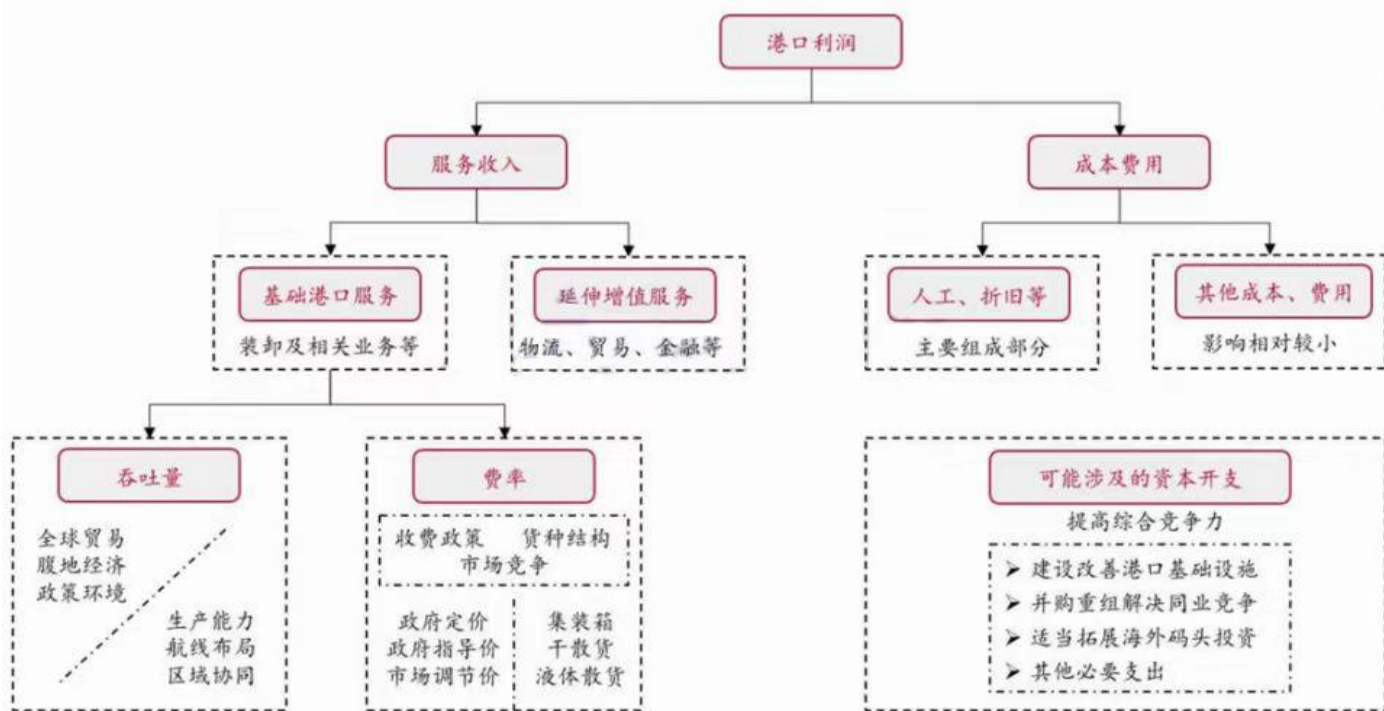 港口利润
服务收入
成本费用
基础港口服务
装卸及相关业务等
延伸增值服务
物流、贸易、金融等
人工、折旧等
主要组成部分
其他成本、费用
影响相对较小
吞吐量
全球贸易
腹地经济
政策环境
生产能力
航线布局
区域协同
费率
收费政策 货种结构
市场竞争
政府定价
政府指导价
市场调节价
集装箱
干散货
液体散货
可能涉及的资本开支
提高综合竞争力
➢ 建设改善港口基础设施
➢ 并购重组解决同业竞争
➢ 适当拓展海外码头投资
➢ 其他必要支出